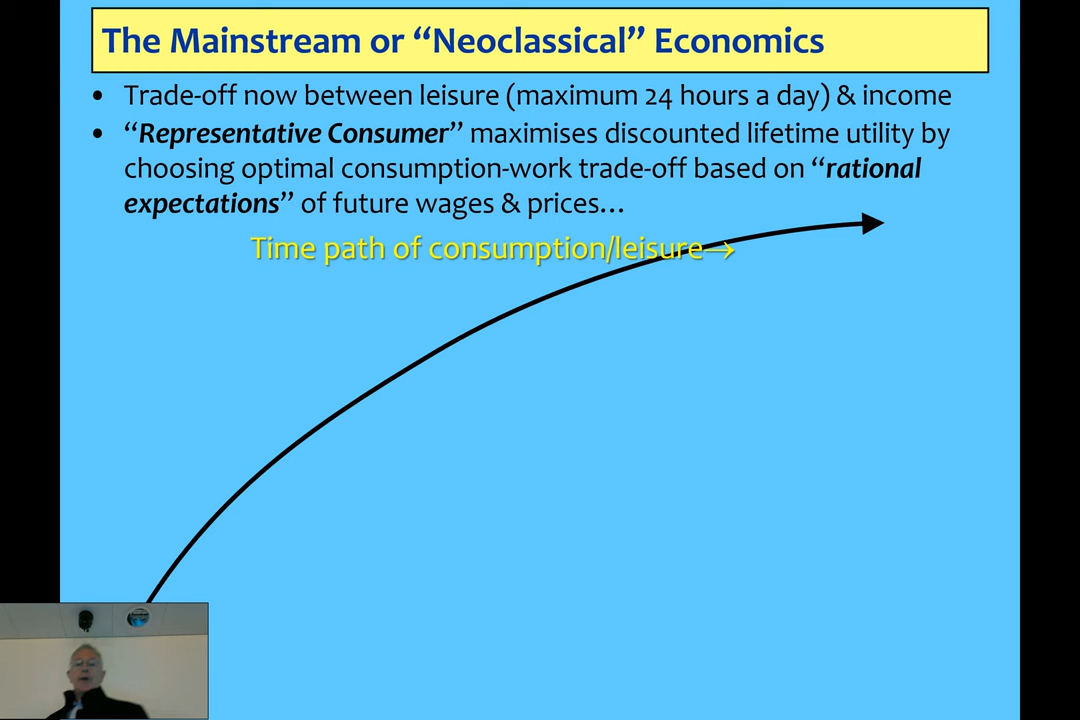 The Mainstream or “Neoclassical” Economics
• Trade-off now between leisure (maximum 24 hours a day) & income
• “Representative Consumer” maximises discounted lifetime utility by
choosing optimal consumption-work trade-off based on “rational
expectations” of future wages & prices…
Time path of consumption/leisure→